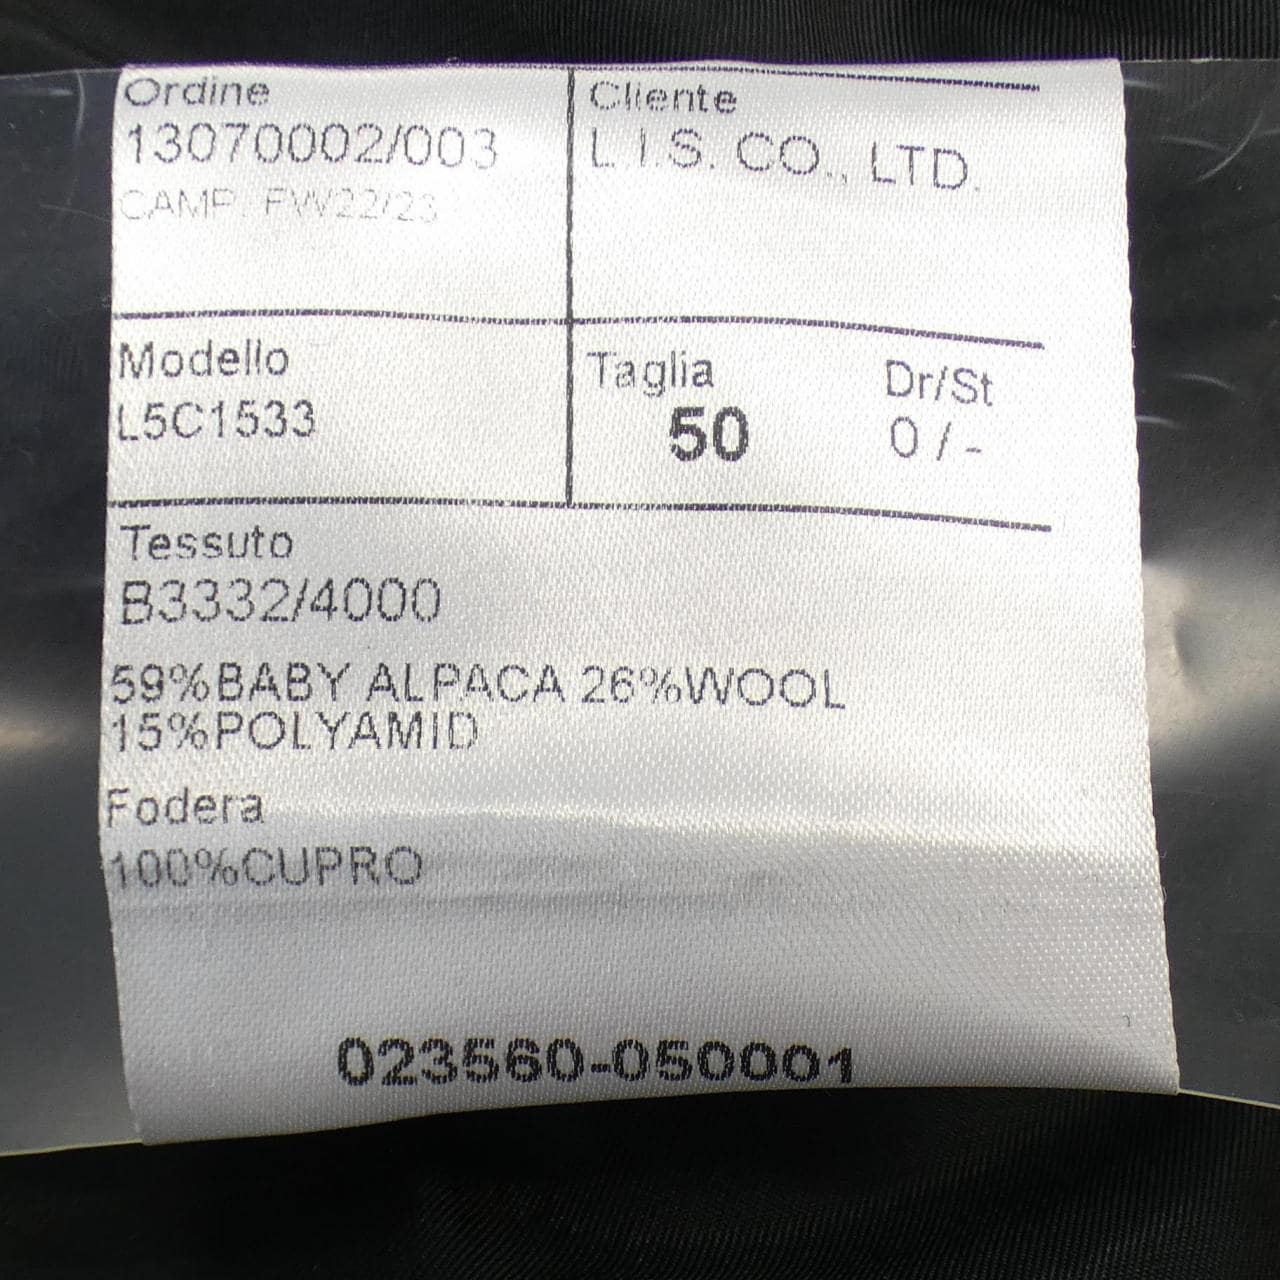 Ordine
13070002/003
CAMP. FW22/23
Cliente
L.I.S. CO., LTD.
Modello
L5C1533
Taglia
50
Dr/St
0 / -
Tessuto
B3332/4000
59%BABY ALPACA 26%WOOL
15%POLYAMID
Fodera
100%CUPRO
023560-050001